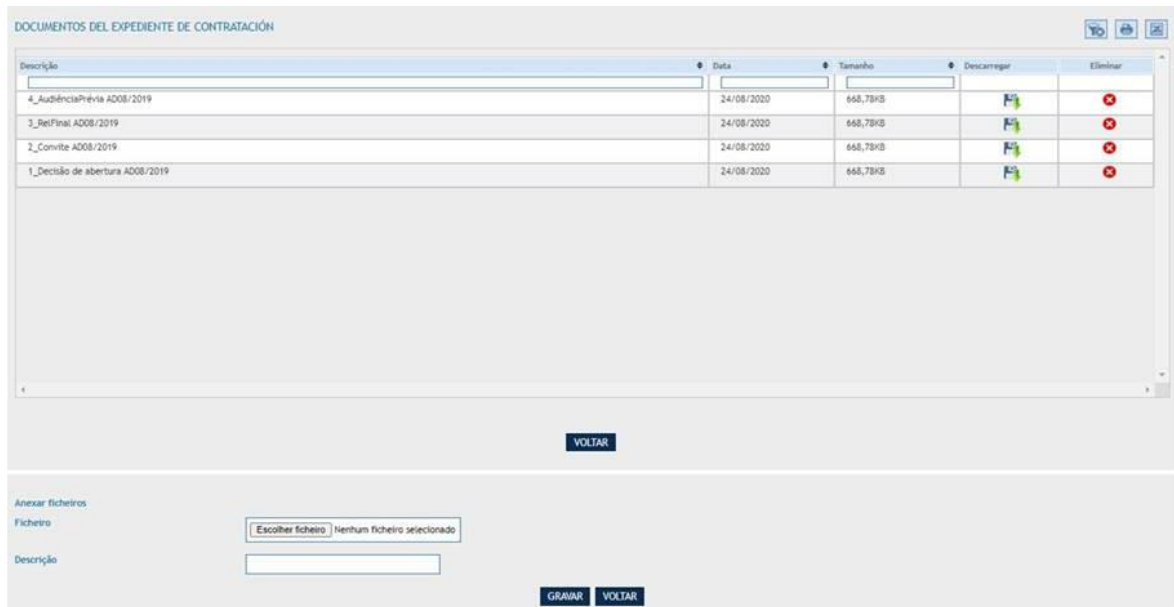 DOCUMENTOS DEL EXPEDIENTE DE CONTRATACIÓN
Descrição Data Tamanho Descarregar Eliminar
4_AudiênciaPrévia AD08/2019 24/08/2020 668,78KB
3_RelFinal AD08/2019 24/08/2020 668,78KB
2_Convite AD08/2019 24/08/2020 668,78KB
1_Decisão de abertura AD08/2019 24/08/2020 668,78KB
VOLTAR
Anexar ficheiros
Ficheiro Escolher ficheiro Nenhum ficheiro selecionado
Descrição
GRAVAR VOLTAR